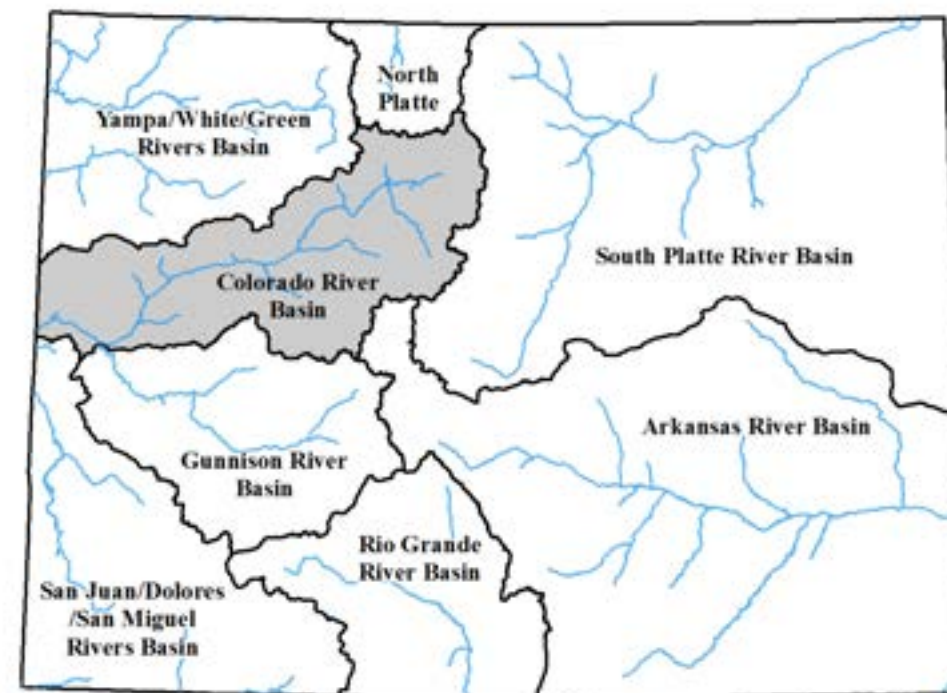 North
Platte
Yampa/White/Green
Rivers Basin
South Platte River Basin
Colorado River
Basin
Arkansas River Basin
Gunnison River
Basin
Rio Grande
River Basin
San Juan/Dolores
/San Miguel
Rivers Basin